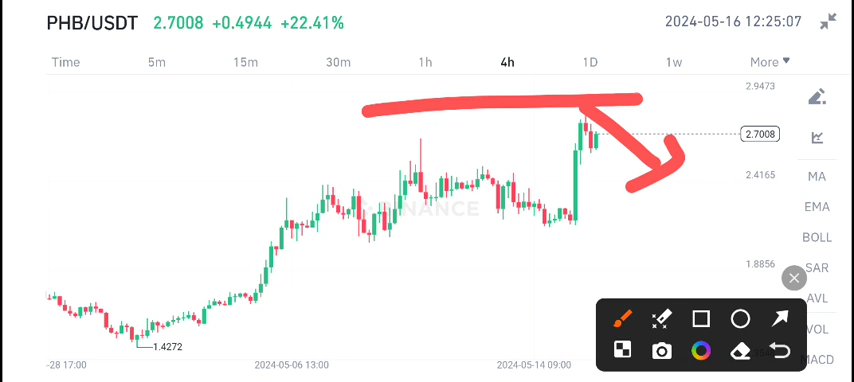 PHB/USDT 2.7008 +0.4944 +22.41% 2024-05-16 12:25:07
Time 5m 15m 30m 1h 4h 1D 1w More
2.9473
2.7008
2.4165
MA
EMA
BINANCE
BOLL
1.8856
SAR
AVL
VOL
1.4272
MACD
-28 17:00 2024-05-06 13:00 2024-05-14 09:00